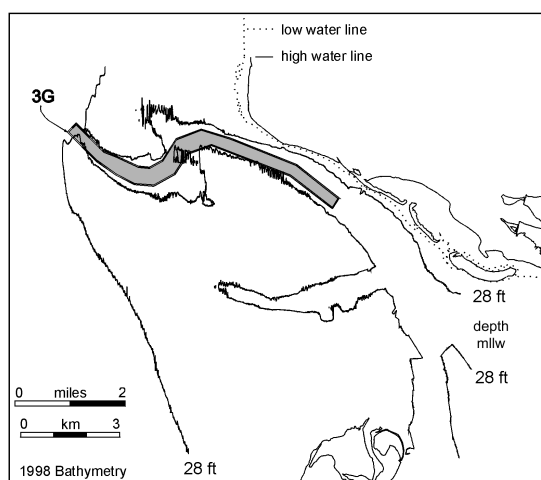 low water line
high water line
3G
28 ft
depth
mllw
28 ft
0 miles 2
0 km 3
1998 Bathymetry
28 ft